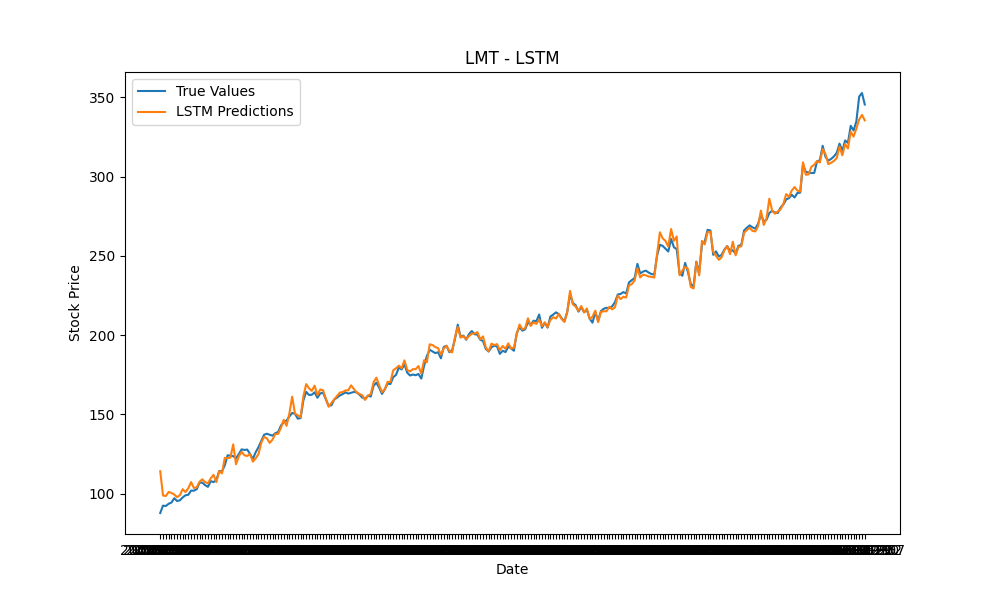 LMT - LSTM
True Values
LSTM Predictions
Stock Price
350
300
250
200
150
100
Date